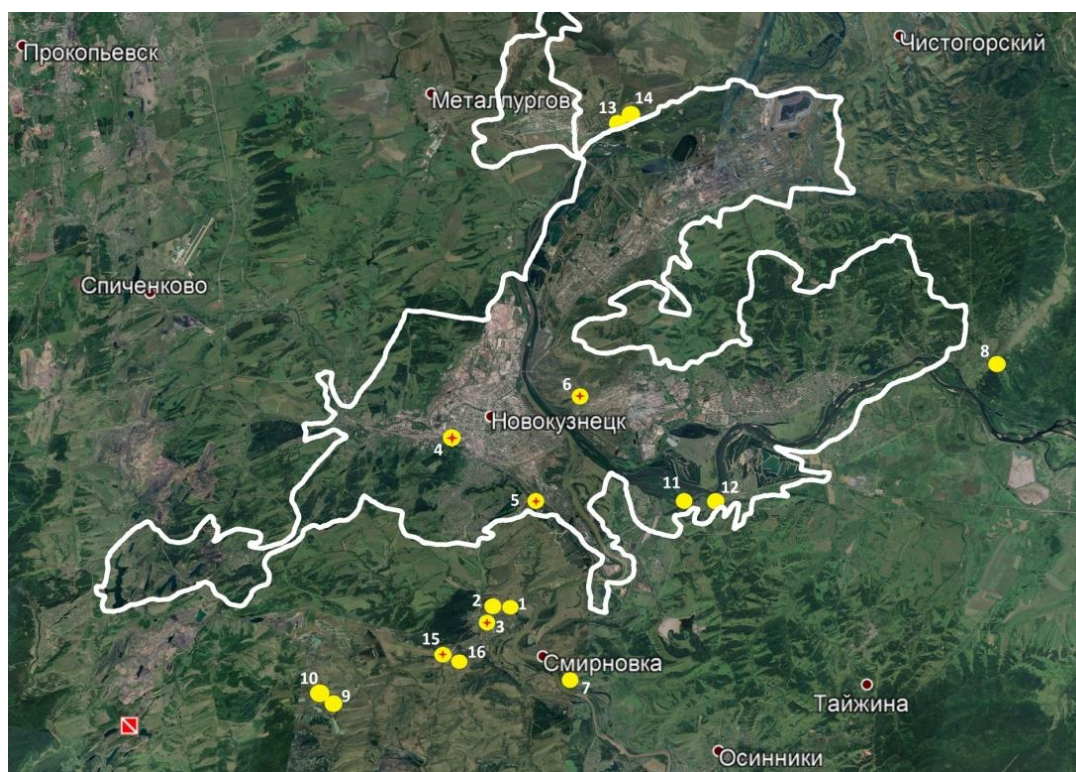 Прокопьевск
Чистогорский
Металлургов
13
14
Спиченково
8
6
Новокузнецк
4
11
12
5
2
1
3
15
16
Смирновка
7
10
9
Тайжина
Осинники